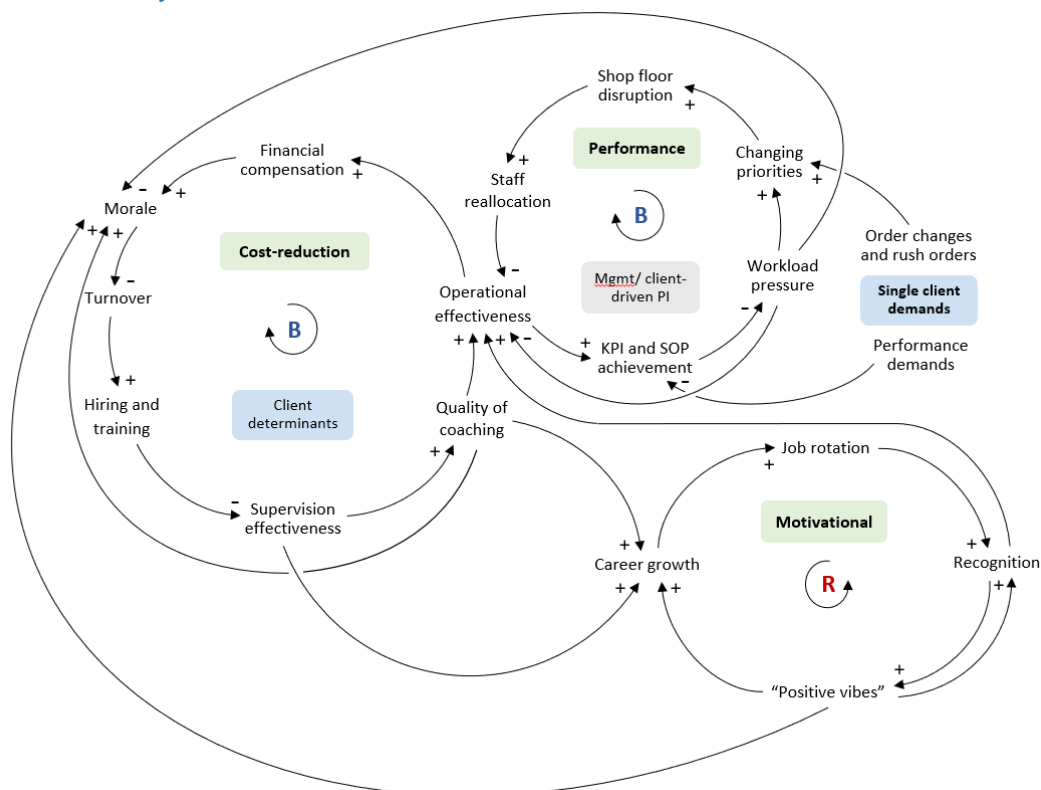 Shop floor
disruption
Performance
Financial
compensation
Changing
priorities
Staff
reallocation
Morale
B
Order changes
and rush orders
Cost-reduction
Workload
pressure
Mgmt/ client-
driven PI
Single client
demands
Turnover
Operational
effectiveness
B
KPI and SOP
achievement
Performance
demands
Hiring and
training
Client
determinants
Quality of
coaching
Job rotation
Supervision
effectiveness
Motivational
Career growth
Recognition
R
“Positive vibes”
+
+
+
+
+
-
+
+
+
-
-
+
-
+
+
-
-
+
+
-
+
+
+
+
+
+
+
+
+